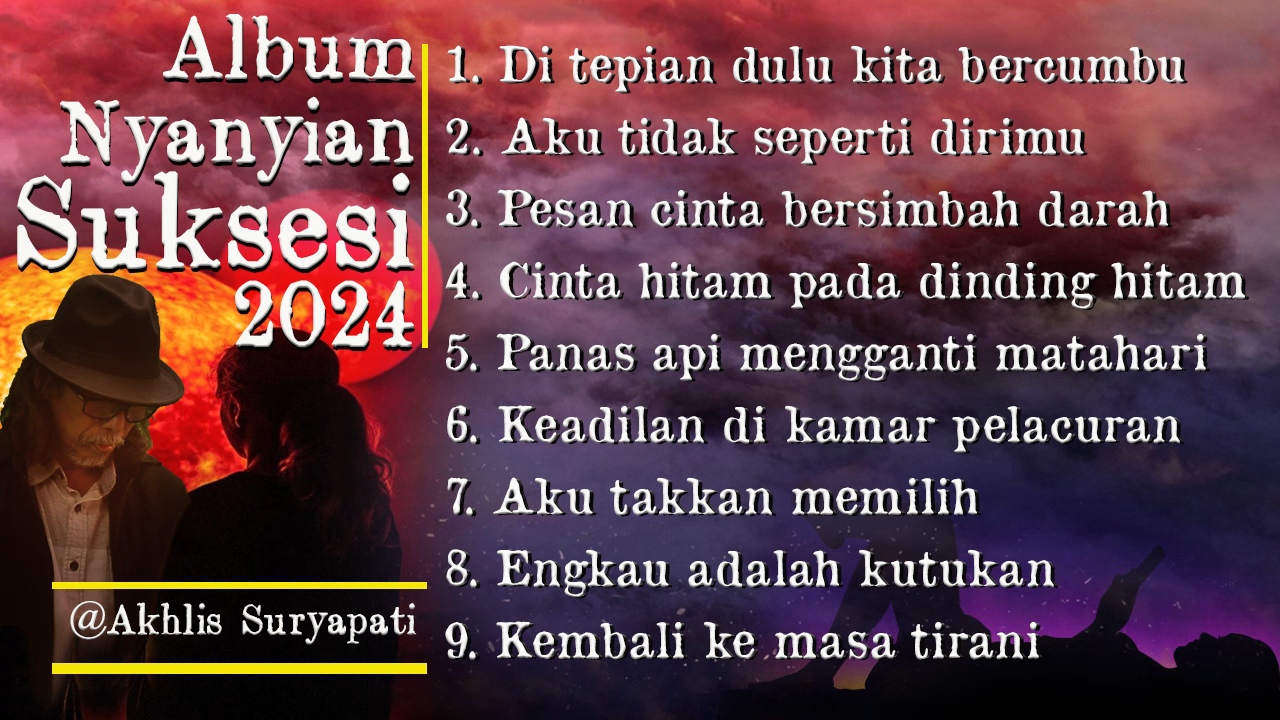 Album
Nyanyian
Suksesi
2024
@Akhlis Suryapati
1. Di tepian dulu kita bercumbu
2. Aku tidak seperti dirimu
3. Pesan cinta bersimbah darah
4. Cinta hitam pada dinding hitam
5. Panas api mengganti matahari
6. Keadilan di kamar pelacuran
7. Aku takkan memilih
8. Engkau adalah kutukan
9. Kembali ke masa tirani